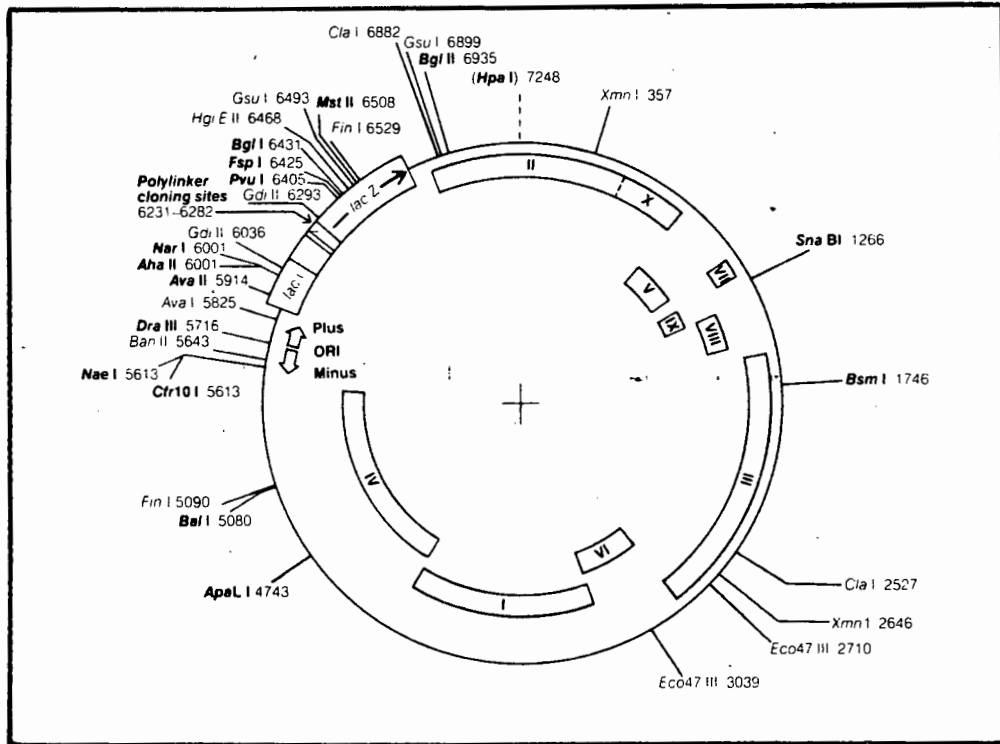 Cla I 6882
Gsu I 6899
Bgl II 6935
(Hpa I) 7248
Xmn I 357
Gsu I 6493
Mst II 6508
Hgi E II 6468
Fin I 6529
Bgl I 6431
Fsp I 6425
Pvu I 6405
Polylinker
cloning sites
6231–6282
Gdi II 6293
lac Z
II
X
Gdi II 6036
Nar I 6001
Aha II 6001
Ava II 5914
lac I
Sna BI 1266
VII
V
IX
VIII
Ava I 5825
Dra III 5716
Ban II 5643
Plus
ORI
Minus
Nae I 5613
Cfr10 I 5613
Bsm I 1746
III
IV
Fin I 5090
Bal I 5080
VI
ApaL I 4743
I
Cla I 2527
Xmn 1 2646
Eco47 III 2710
Eco47 III 3039